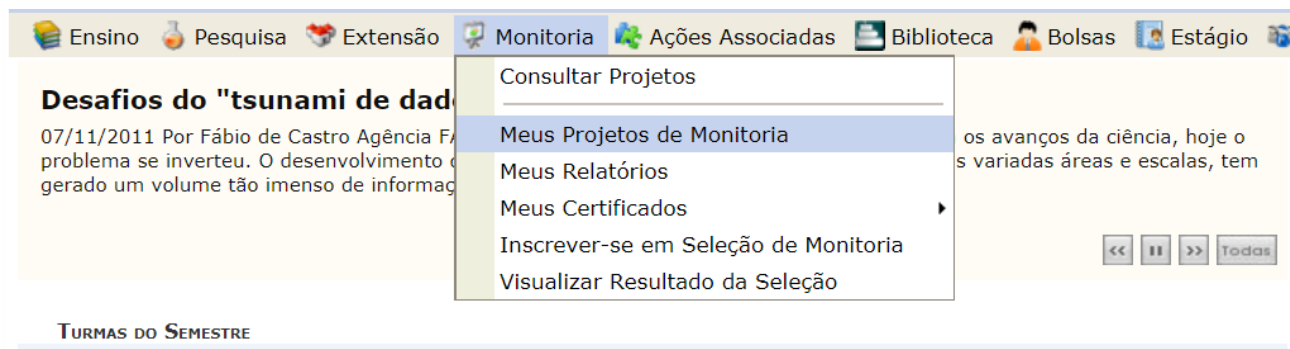 Ensino Pesquisa Extensão Monitoria Ações Associadas Biblioteca Bolsas Estágio
Consultar Projetos
Meus Projetos de Monitoria
Meus Relatórios
Meus Certificados
Inscrever-se em Seleção de Monitoria
Visualizar Resultado da Seleção
Desafios do "tsunami de dad
07/11/2011 Por Fábio de Castro Agência FA os avanços da ciência, hoje o
problema se inverteu. O desenvolvimento s variadas áreas e escalas, tem
gerado um volume tão imenso de informaç
<< II >> Todas
Turmas do Semestre